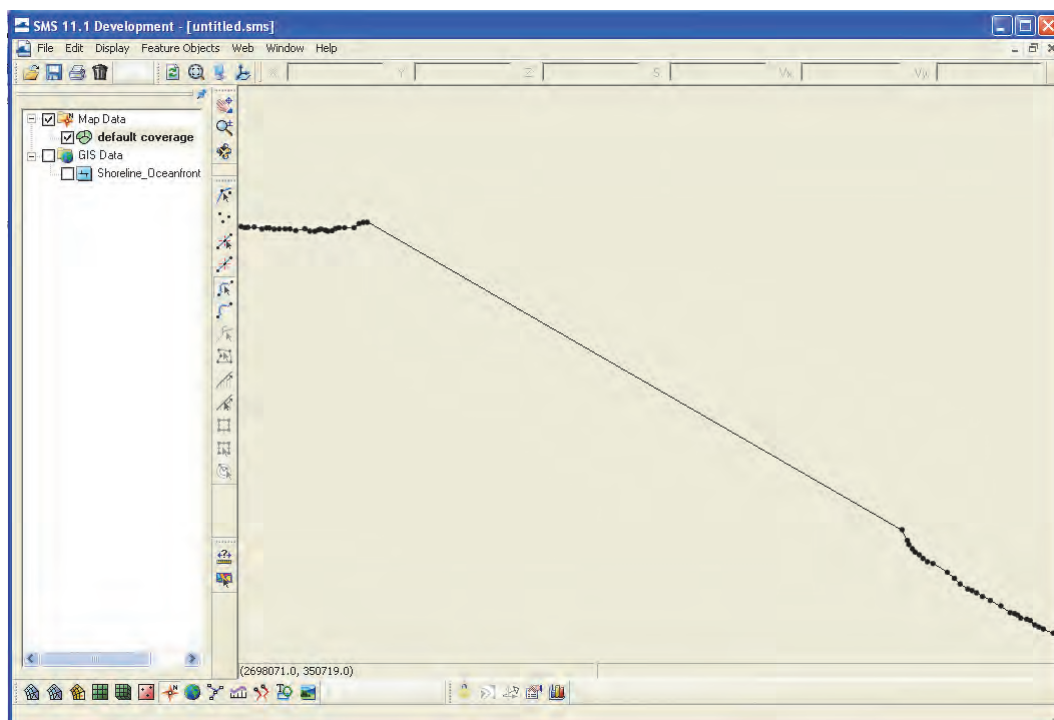 SMS 11.1 Development - [untitled.sms]
File Edit Display Feature Objects Web Window Help
X Y Z S Vx Vy
Map Data
default coverage
GIS Data
Shoreline_Oceanfront
(2698071.0, 350719.0)